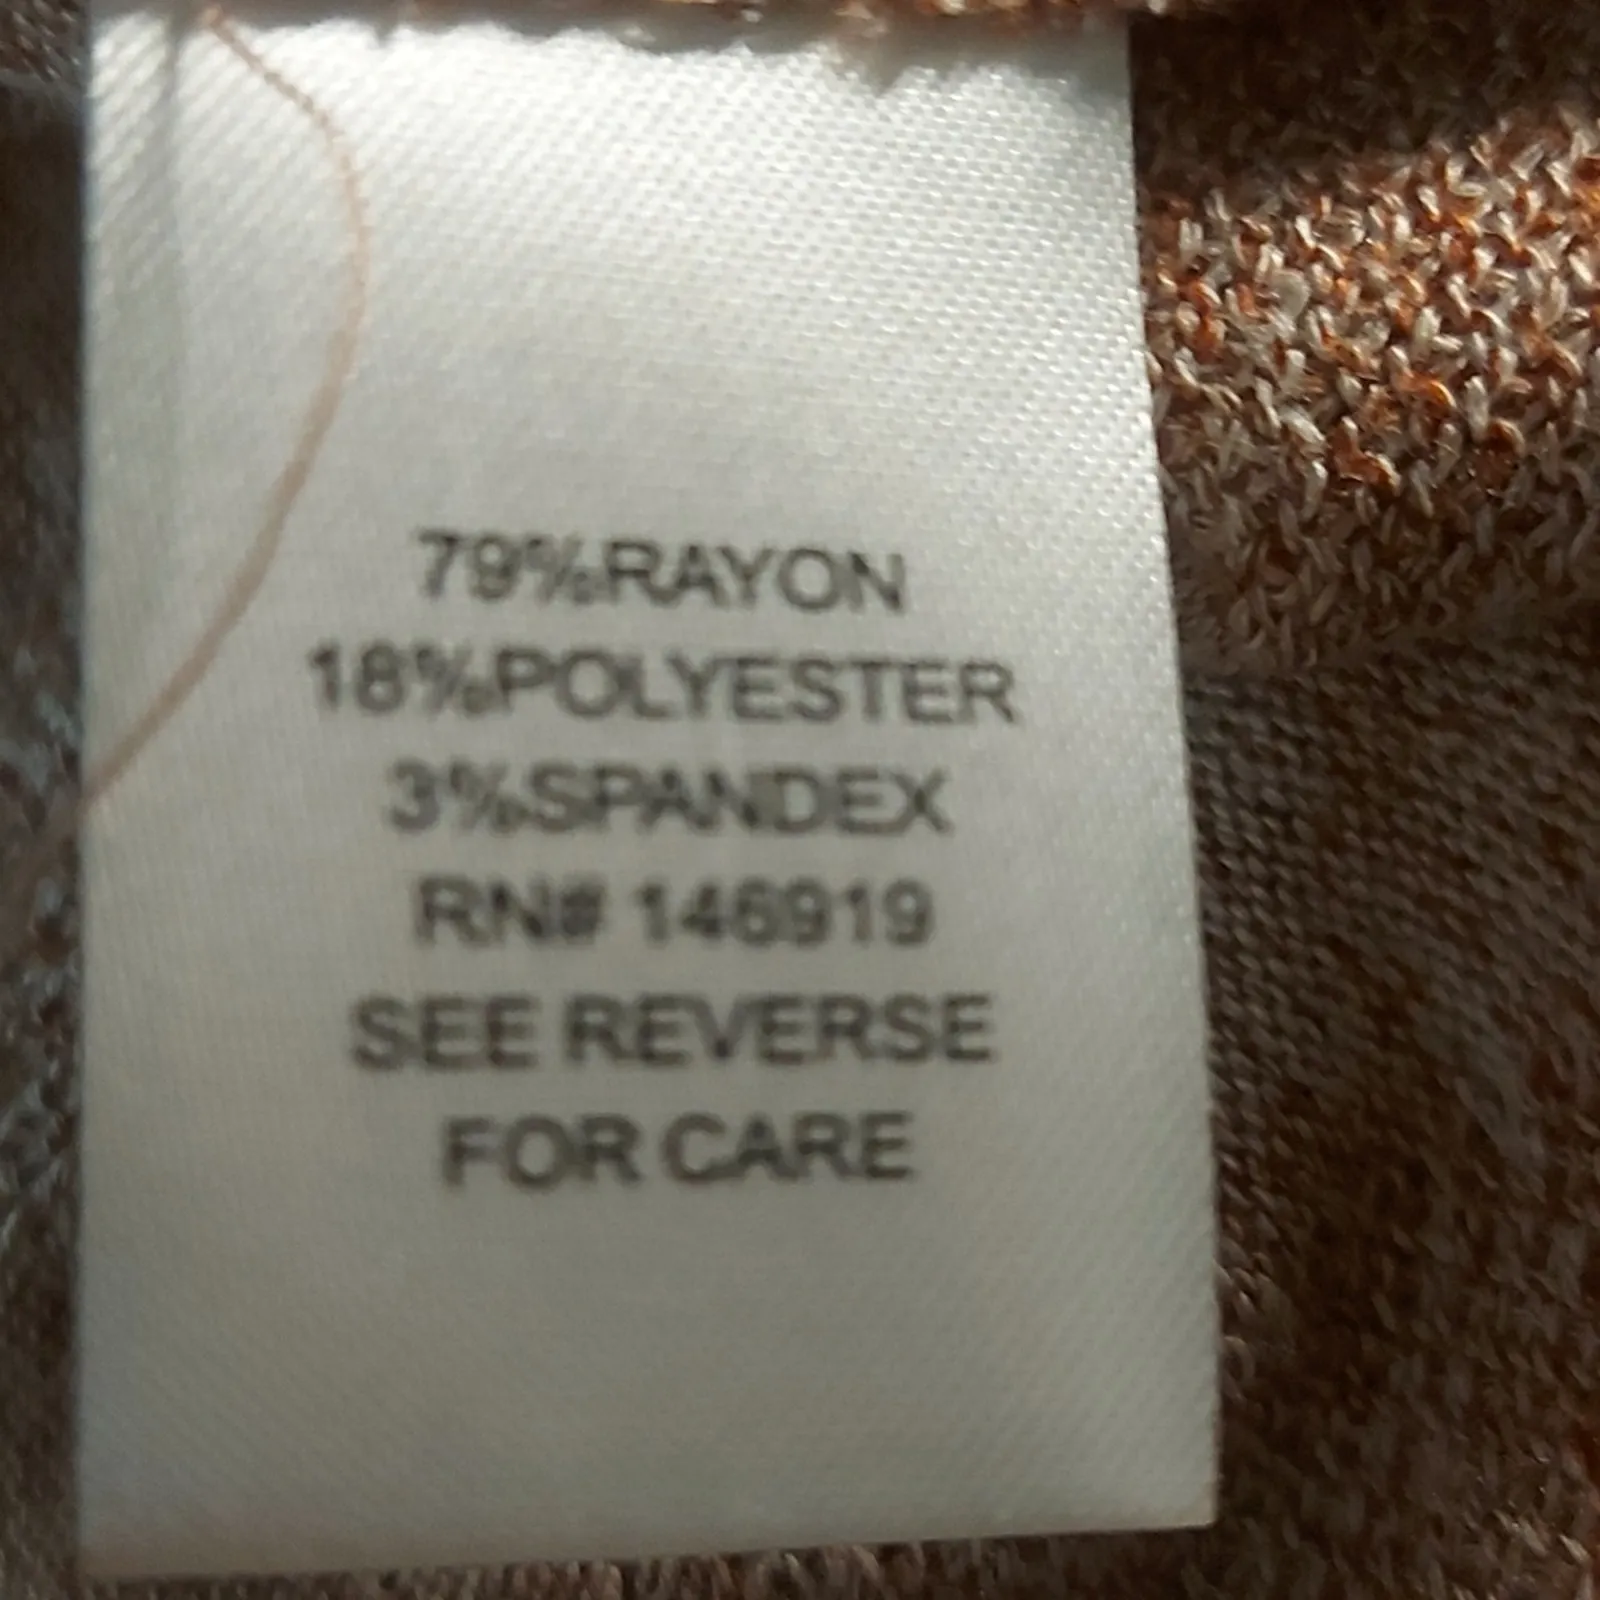 79%RAYON
18%POLYESTER
3%SPANDEX
RN# 146919
SEE REVERSE
FOR CARE